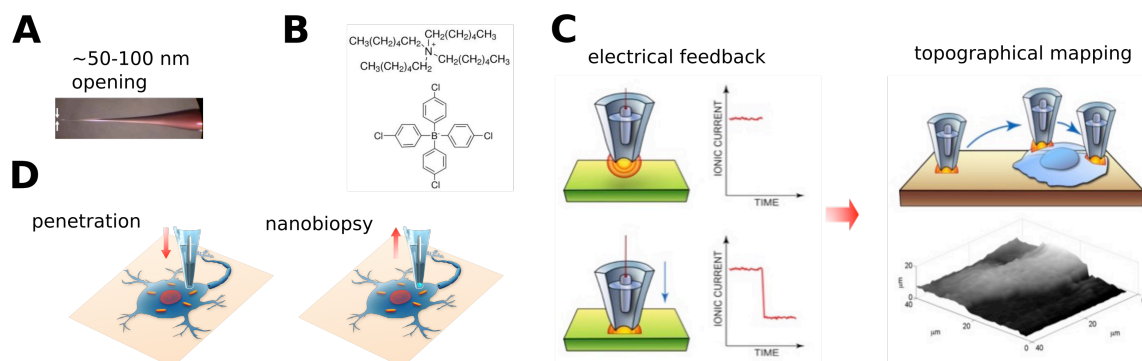 A
~50-100 nm
opening
B
CH3(CH2)4CH2 CH2(CH2)4CH3
N+
CH3(CH2)4CH2 CH2(CH2)4CH3
Cl
Cl
B-
Cl
Cl
C
electrical feedback
IONIC CURRENT
TIME
IONIC CURRENT
TIME
topographical mapping
20
μm
0
40
μm
20
20
μm
0 40
D
penetration
nanobiopsy